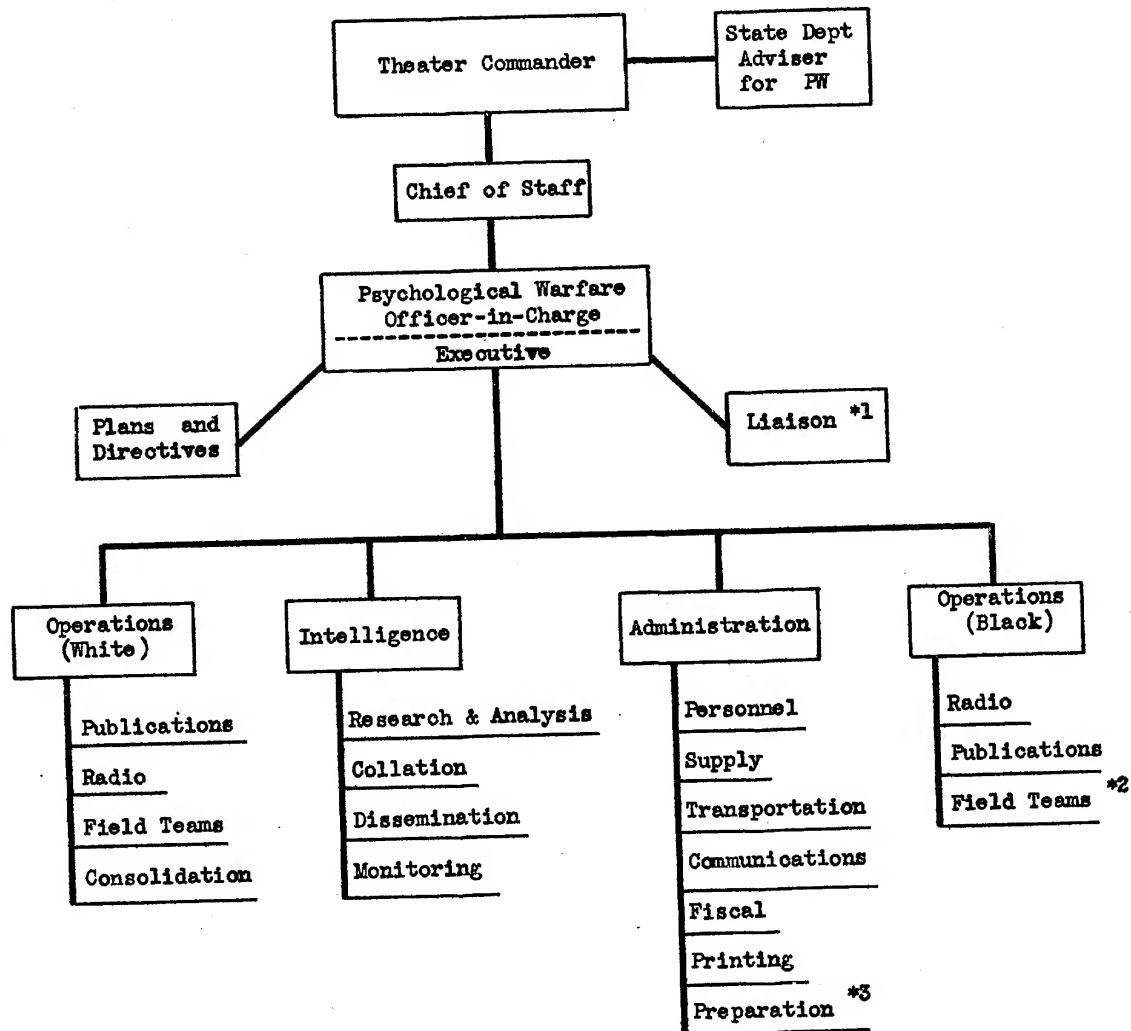 Theater Commander
State Dept
Adviser
for PW
Chief of Staff
Psychological Warfare
Officer-in-Charge
Executive
Plans and
Directives
Liaison *1
Operations
(White)
Publications
Radio
Field Teams
Consolidation
Intelligence
Research & Analysis
Collation
Dissemination
Monitoring
Administration
Personnel
Supply
Transportation
Communications
Fiscal
Printing
Preparation *3
Operations
(Black)
Radio
Publications
Field Teams *2